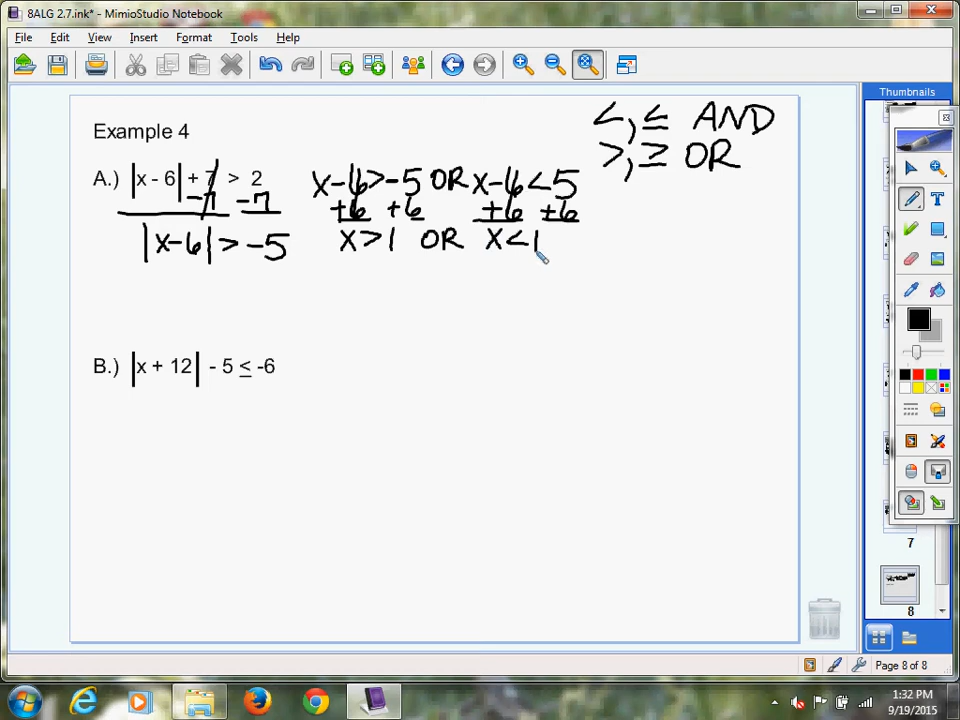 8ALG 2.7.ink* - MimioStudio Notebook
File Edit View Insert Format Tools Help
Thumbnails
Example 4
<, ≤ AND
>, ≥ OR
A.) |x - 6| + 7 > 2
-7 -7
|x-6| > -5
x-6>-5 OR x-6<5
+6 +6 +6 +6
x>1 OR x<1
B.) |x + 12| - 5 ≤ -6
7
8
Page 8 of 8
1:32 PM
9/19/2015